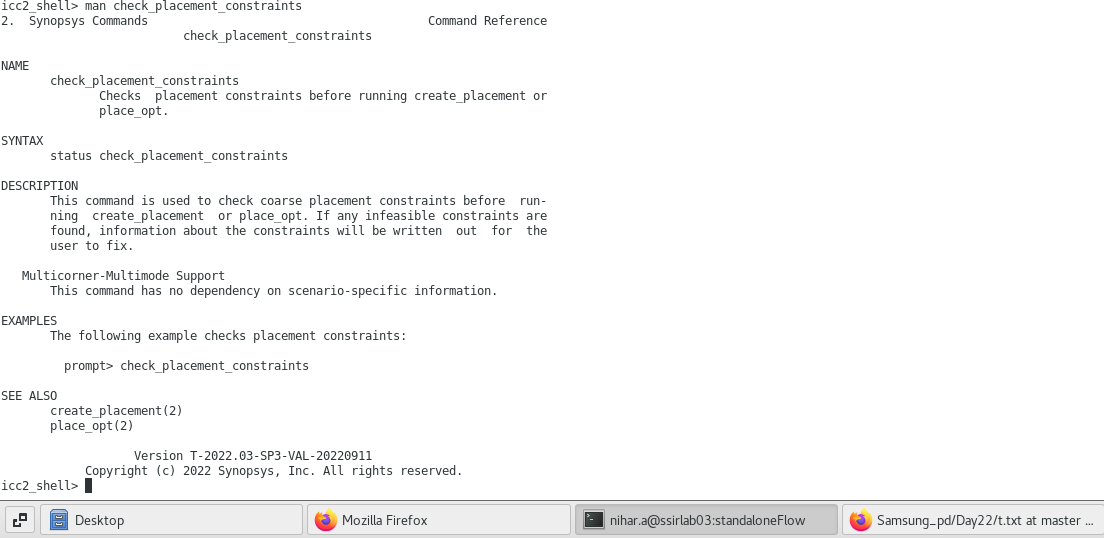 icc2_shell> man check_placement_constraints
2.  Synopsys Commands                                        Command Reference
                          check_placement_constraints

NAME
       check_placement_constraints
              Checks  placement constraints before running create_placement or
              place_opt.

SYNTAX
       status check_placement_constraints

DESCRIPTION
       This command is used to check coarse placement constraints before  run-
       ning  create_placement  or place_opt. If any infeasible constraints are
       found, information about the constraints will be written  out  for  the
       user to fix.

   Multicorner-Multimode Support
       This command has no dependency on scenario-specific information.

EXAMPLES
       The following example checks placement constraints:

         prompt> check_placement_constraints

SEE ALSO
       create_placement(2)
       place_opt(2)

                   Version T-2022.03-SP3-VAL-20220911
            Copyright (c) 2022 Synopsys, Inc. All rights reserved.
icc2_shell>
Desktop
Mozilla Firefox
nihar.a@ssirlab03:standaloneFlow
Samsung_pd/Day22/t.txt at master ...